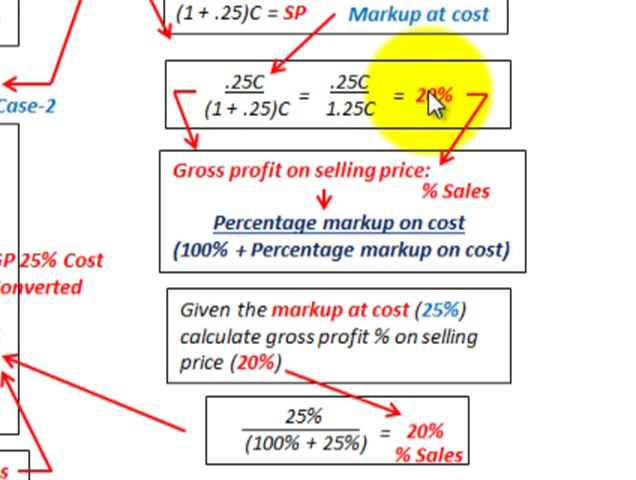 (1 + .25)C = SP
Markup at cost
Case-2
.25C / (1 + .25)C = .25C / 1.25C = 20%
Gross profit on selling price:
% Sales
Percentage markup on cost
(100% + Percentage markup on cost)
SP 25% Cost
onverted
Given the markup at cost (25%)
calculate gross profit % on selling
price (20%)
25% / (100% + 25%) = 20%
% Sales
s